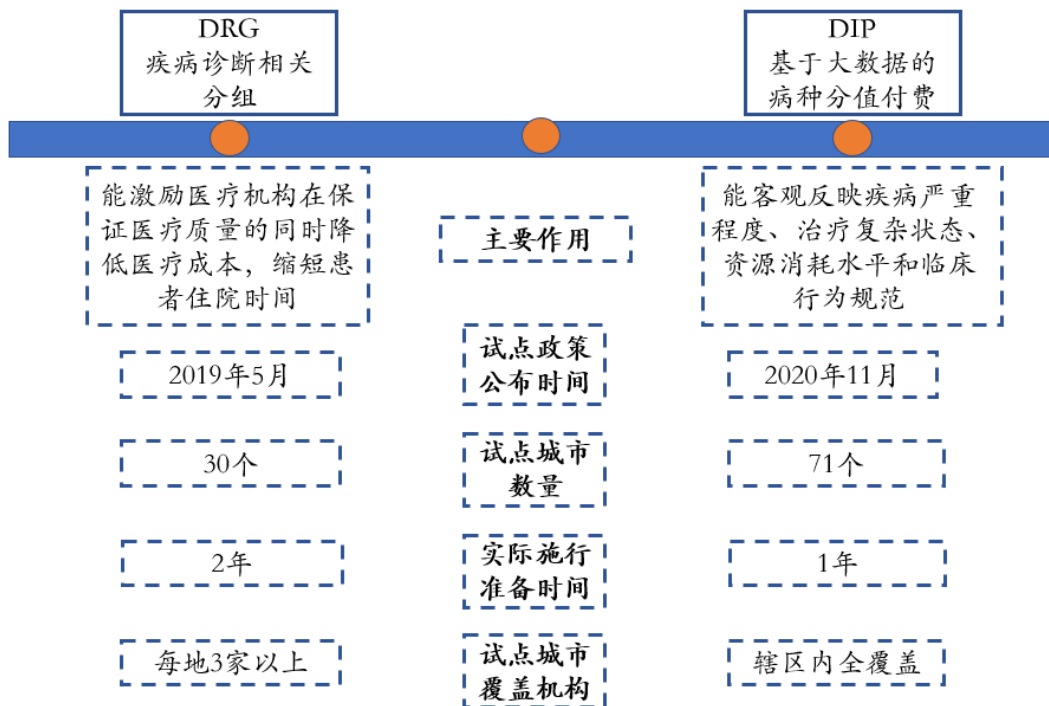 DRG
疾病诊断相关
分组
DIP
基于大数据的
病种分值付费
能激励医疗机构在保
证医疗质量的同时降
低医疗成本，缩短患
者住院时间
主要作用
能客观反映疾病严重
程度、治疗复杂状态、
资源消耗水平和临床
行为规范
2019年5月
试点政策
公布时间
2020年11月
30个
试点城市
数量
71个
2年
实际施行
准备时间
1年
每地3家以上
试点城市
覆盖机构
辖区内全覆盖